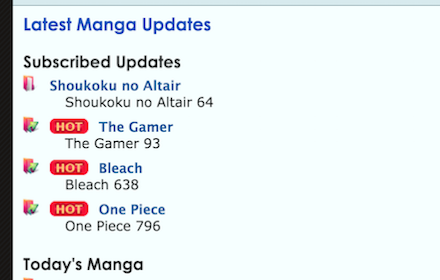 Latest Manga Updates
Subscribed Updates
Shoukoku no Altair
Shoukoku no Altair 64
HOT The Gamer
The Gamer 93
HOT Bleach
Bleach 638
HOT One Piece
One Piece 796
Today's Manga